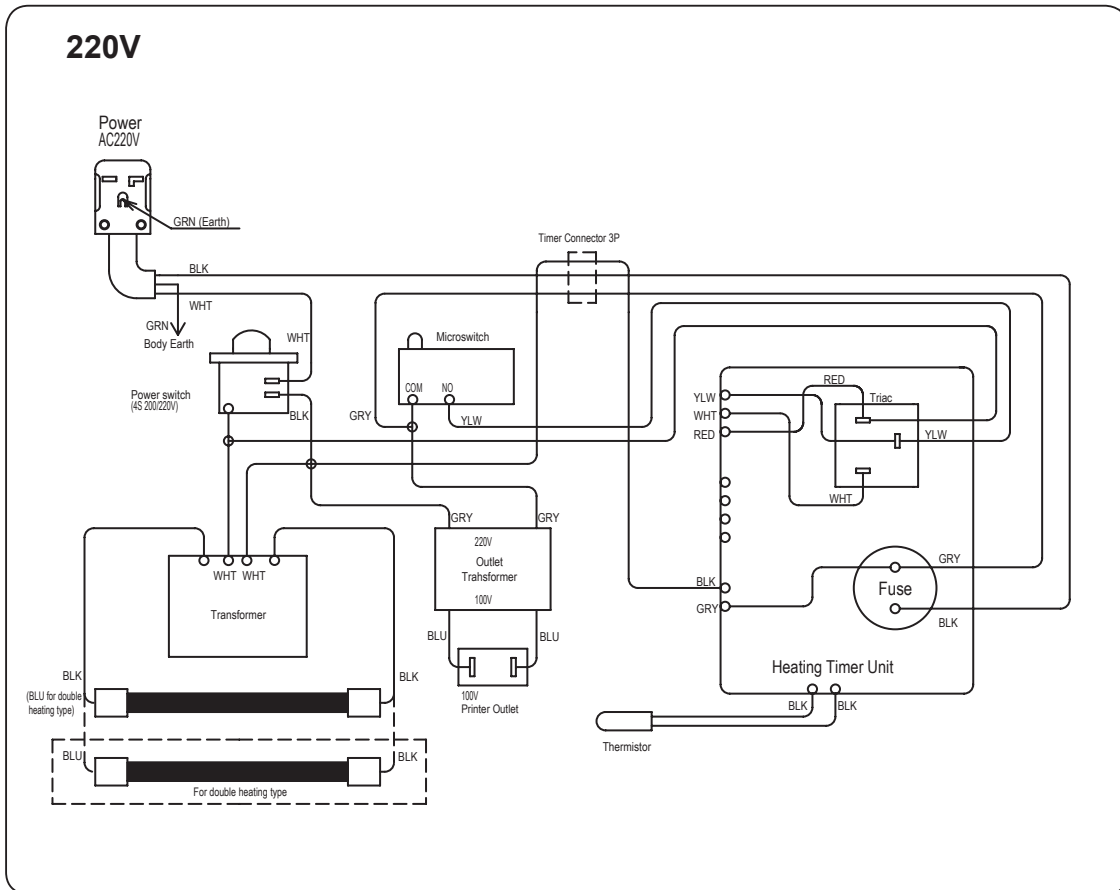 220V
Power
AC220V
GRN (Earth)
BLK
WHT
GRN
Body Earth
WHT
Power switch
(4S 200/220V)
BLK
Timer Connector 3P
Microswitch
COM
NO
GRY
YLW
YLW
WHT
RED
RED
Triac
YLW
WHT
GRY
GRY
220V
Outlet
Trahsformer
100V
BLU
BLU
100V
Printer Outlet
WHT
WHT
Transformer
BLK
BLK
(BLU for double
heating type)
BLU
BLK
For double heating type
BLK
GRY
GRY
Fuse
BLK
Heating Timer Unit
BLK
BLK
Thermistor